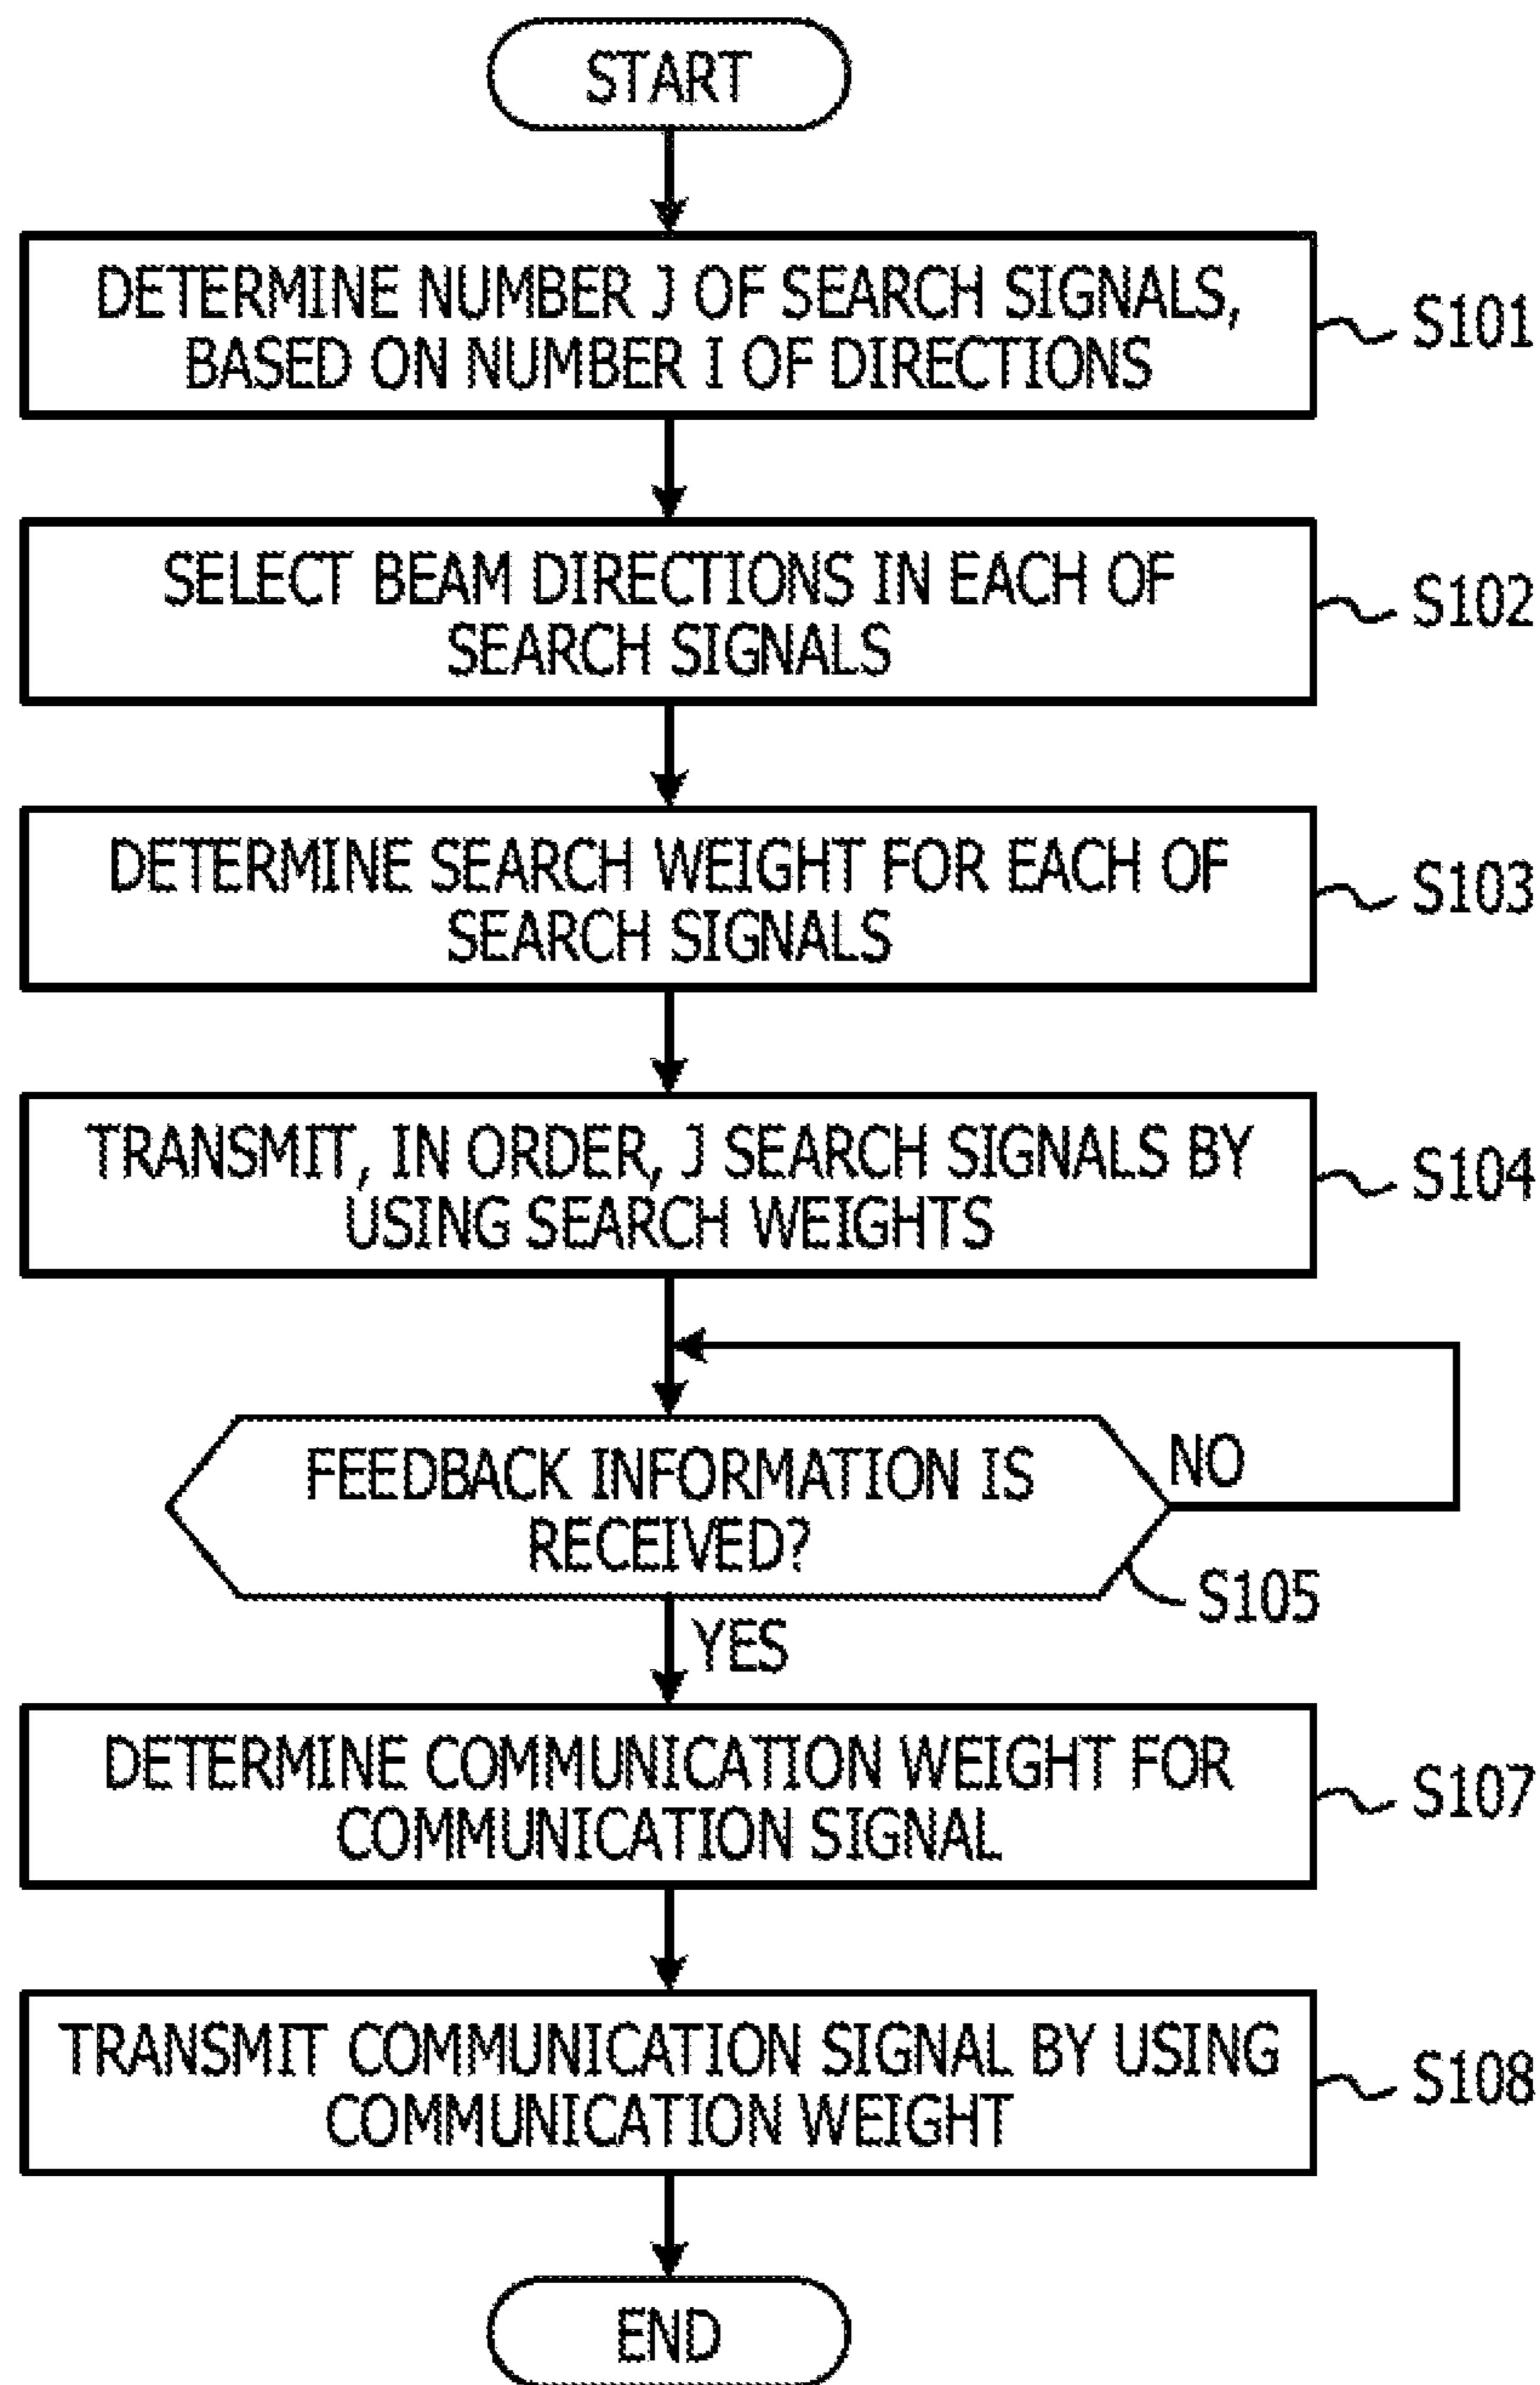 START
DETERMINE NUMBER J OF SEARCH SIGNALS,
BASED ON NUMBER I OF DIRECTIONS
S101
SELECT BEAM DIRECTIONS IN EACH OF
SEARCH SIGNALS
S102
DETERMINE SEARCH WEIGHT FOR EACH OF
SEARCH SIGNALS
S103
TRANSMIT, IN ORDER, J SEARCH SIGNALS BY
USING SEARCH WEIGHTS
S104
FEEDBACK INFORMATION IS
RECEIVED?
NO
S105
YES
DETERMINE COMMUNICATION WEIGHT FOR
COMMUNICATION SIGNAL
S107
TRANSMIT COMMUNICATION SIGNAL BY USING
COMMUNICATION WEIGHT
S108
END